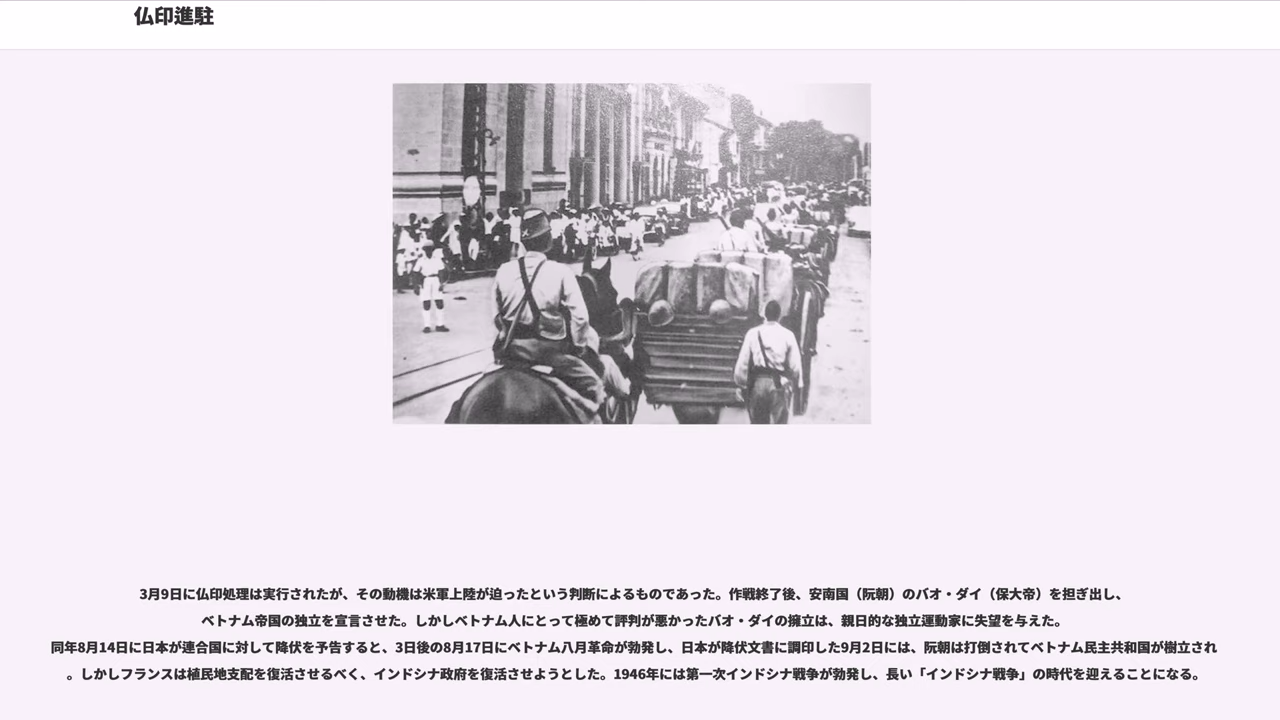 仏印進駐
3月9日に仏印処理は実行されたが、その動機は米軍上陸が迫ったという判断によるものであった。作戦終了後、安南国（阮朝）のバオ・ダイ（保大帝）を担ぎ出し、
ベトナム帝国の独立を宣言させた。しかしベトナム人にとって極めて評判が悪かったバオ・ダイの擁立は、親日的な独立運動家に失望を与えた。
同年8月14日に日本が連合国に対して降伏を予告すると、3日後の8月17日にベトナム八月革命が勃発し、日本が降伏文書に調印した9月2日には、阮朝は打倒されてベトナム民主共和国が樹立され
。しかしフランスは植民地支配を復活させるべく、インドシナ政府を復活させようとした。1946年には第一次インドシナ戦争が勃発し、長い「インドシナ戦争」の時代を迎えることになる。